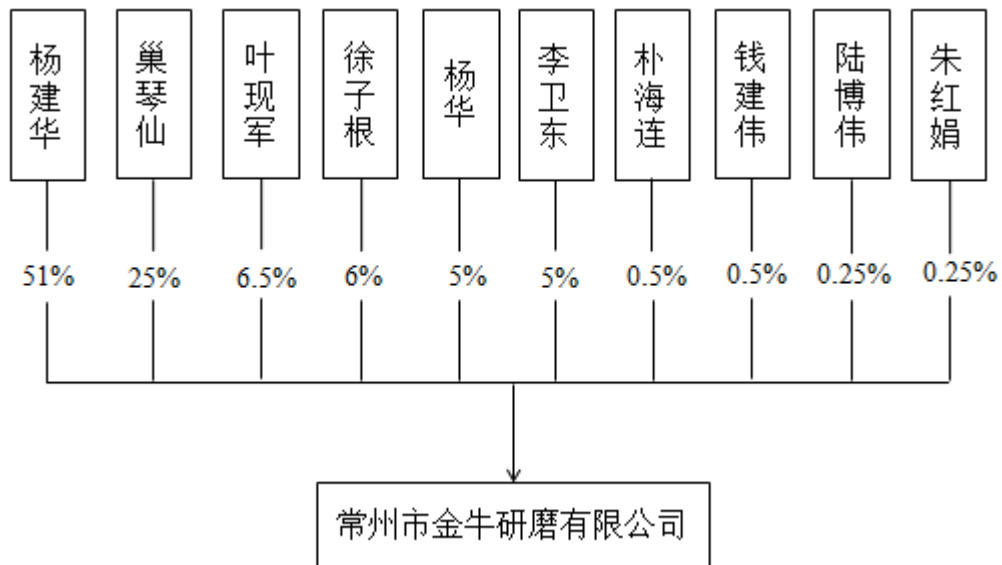 杨建华
巢琴仙
叶现军
徐子根
杨华
李卫东
朴海连
钱建伟
陆博伟
朱红娟
51%
25%
6.5%
6%
5%
5%
0.5%
0.5%
0.25%
0.25%
常州市金牛研磨有限公司